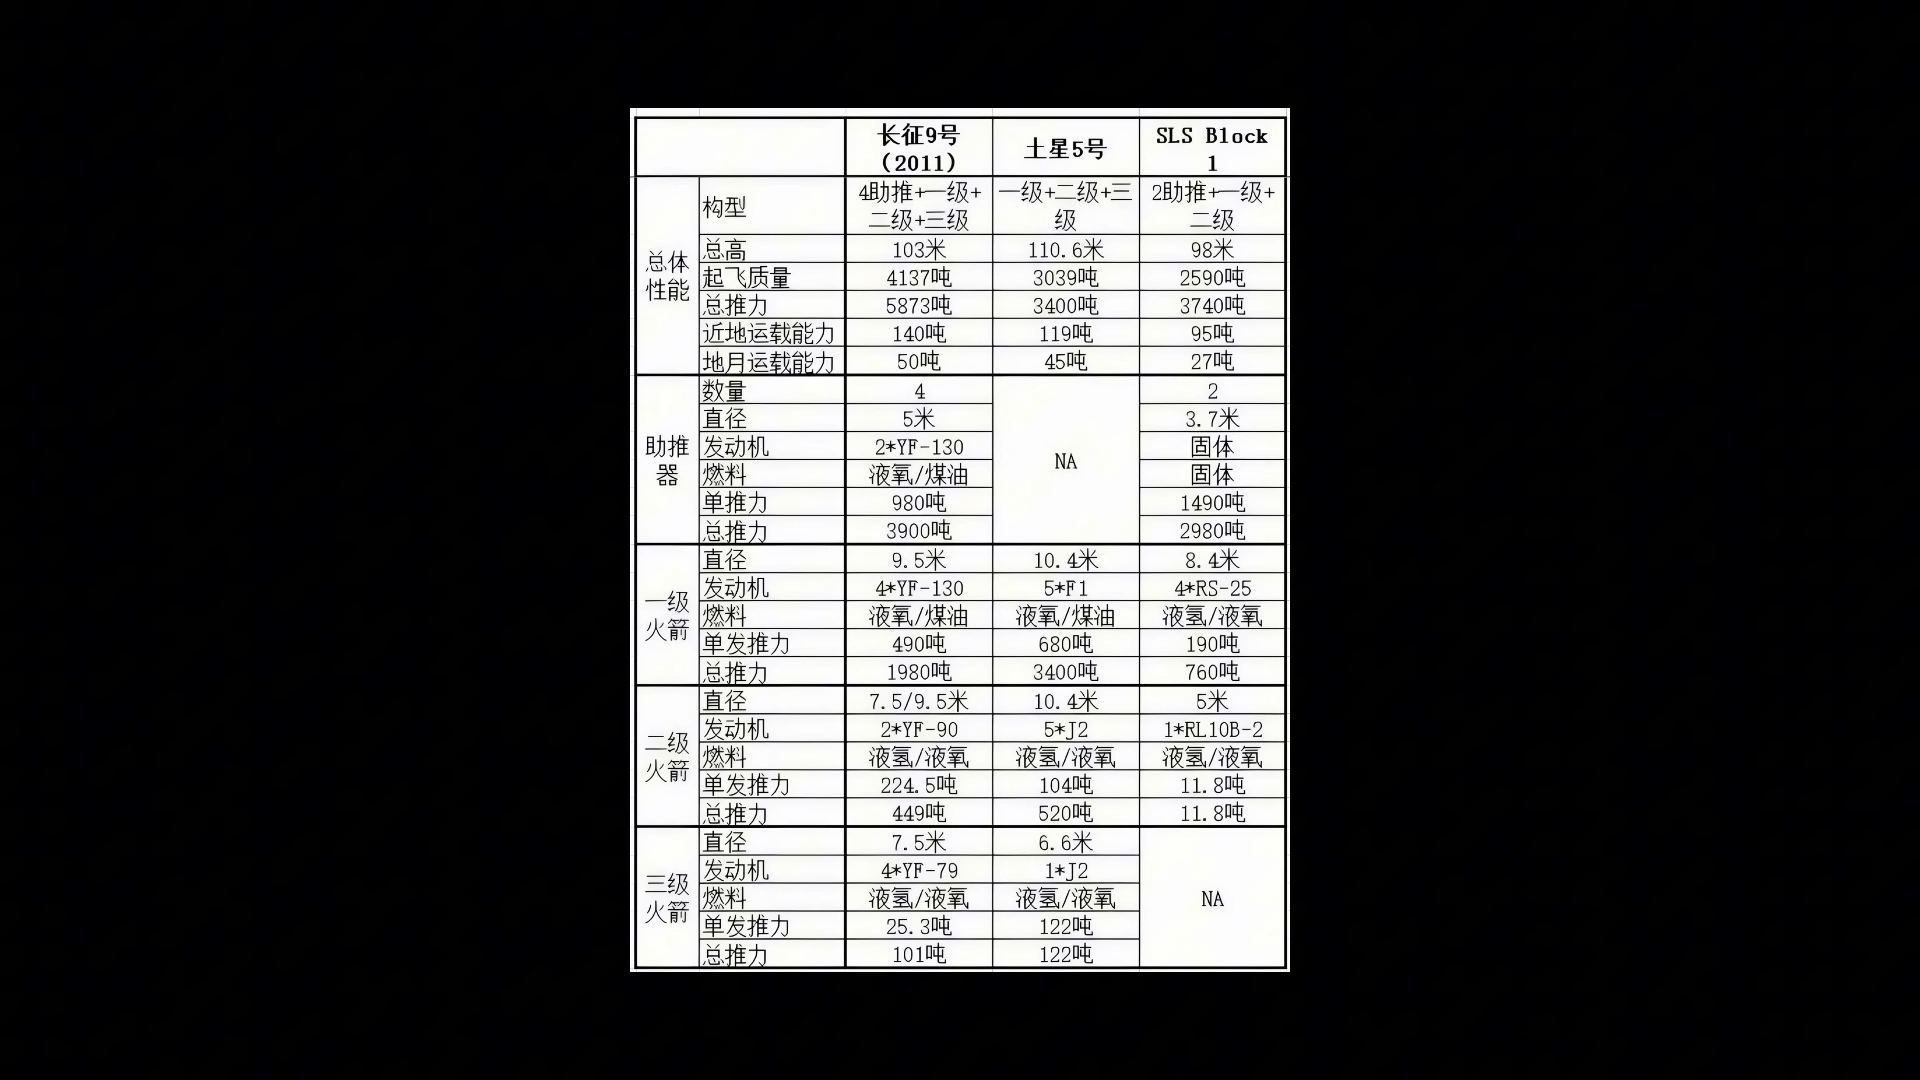 长征9号 土星5号 SLS Block
（2011） 1
总体性能 构型 4助推+一级+二级+三级 一级+二级+三级 2助推+一级+二级
总高 103米 110.6米 98米
起飞质量 4137吨 3039吨 2590吨
总推力 5873吨 3400吨 3740吨
近地运载能力 140吨 119吨 95吨
地月运载能力 50吨 45吨 27吨
助推器 数量 4 NA 2
直径 5米 3.7米
发动机 2*YF-130 固体
燃料 液氧/煤油 固体
单推力 980吨 1490吨
总推力 3900吨 2980吨
一级火箭 直径 9.5米 10.4米 8.4米
发动机 4*YF-130 5*F1 4*RS-25
燃料 液氧/煤油 液氧/煤油 液氢/液氧
单发推力 490吨 680吨 190吨
总推力 1980吨 3400吨 760吨
二级火箭 直径 7.5/9.5米 10.4米 5米
发动机 2*YF-90 5*J2 1*RL10B-2
燃料 液氢/液氧 液氢/液氧 液氢/液氧
单发推力 224.5吨 104吨 11.8吨
总推力 449吨 520吨 11.8吨
三级火箭 直径 7.5米 6.6米 NA
发动机 4*YF-79 1*J2
燃料 液氢/液氧 液氢/液氧
单发推力 25.3吨 122吨
总推力 101吨 122吨